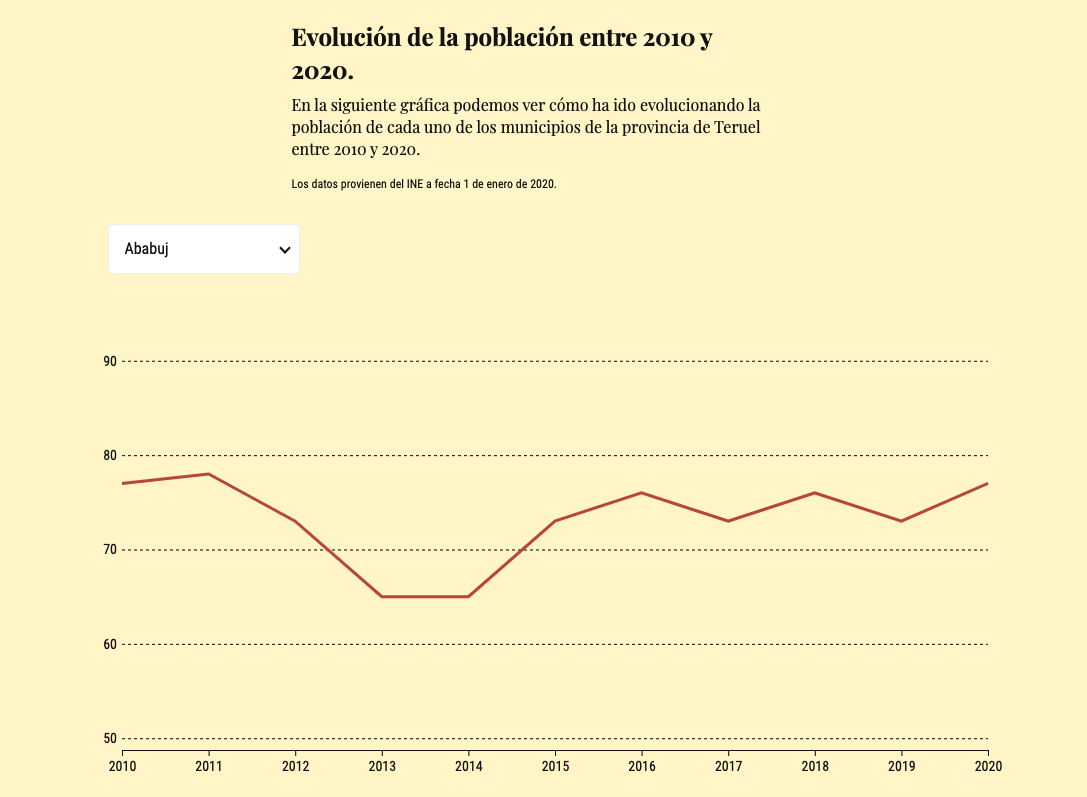 Evolución de la población entre 2010 y
2020.
En la siguiente gráfica podemos ver cómo ha ido evolucionando la
población de cada uno de los municipios de la provincia de Teruel
entre 2010 y 2020.
Los datos provienen del INE a fecha 1 de enero de 2020.
Ababuj
90
80
70
60
50
2010 2011 2012 2013 2014 2015 2016 2017 2018 2019 2020